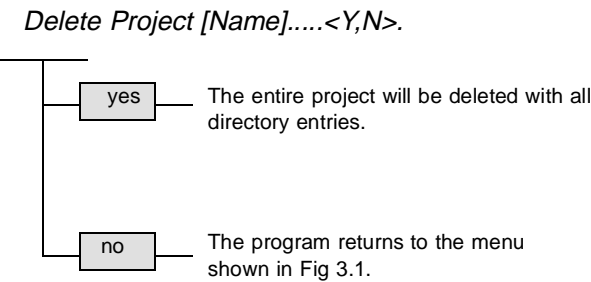 Delete Project [Name].....<Y,N>.
yes
The entire project will be deleted with all
directory entries.
no
The program returns to the menu
shown in Fig 3.1.